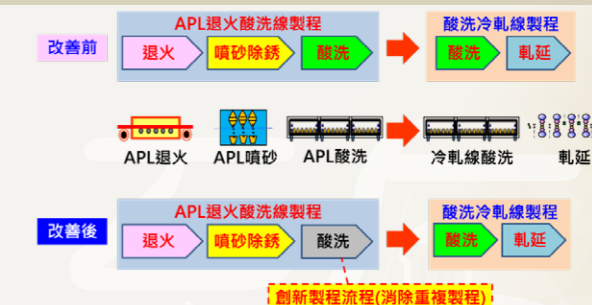 APL退火酸洗線製程
酸洗冷軋線製程
改善前
退火
噴砂除銹
酸洗
酸洗
軋延
APL退火
APL噴砂
APL酸洗
冷軋線酸洗
軋延
APL退火酸洗線製程
酸洗冷軋線製程
改善後
退火
噴砂除銹
酸洗
酸洗
軋延
創新製程流程(消除重複製程)